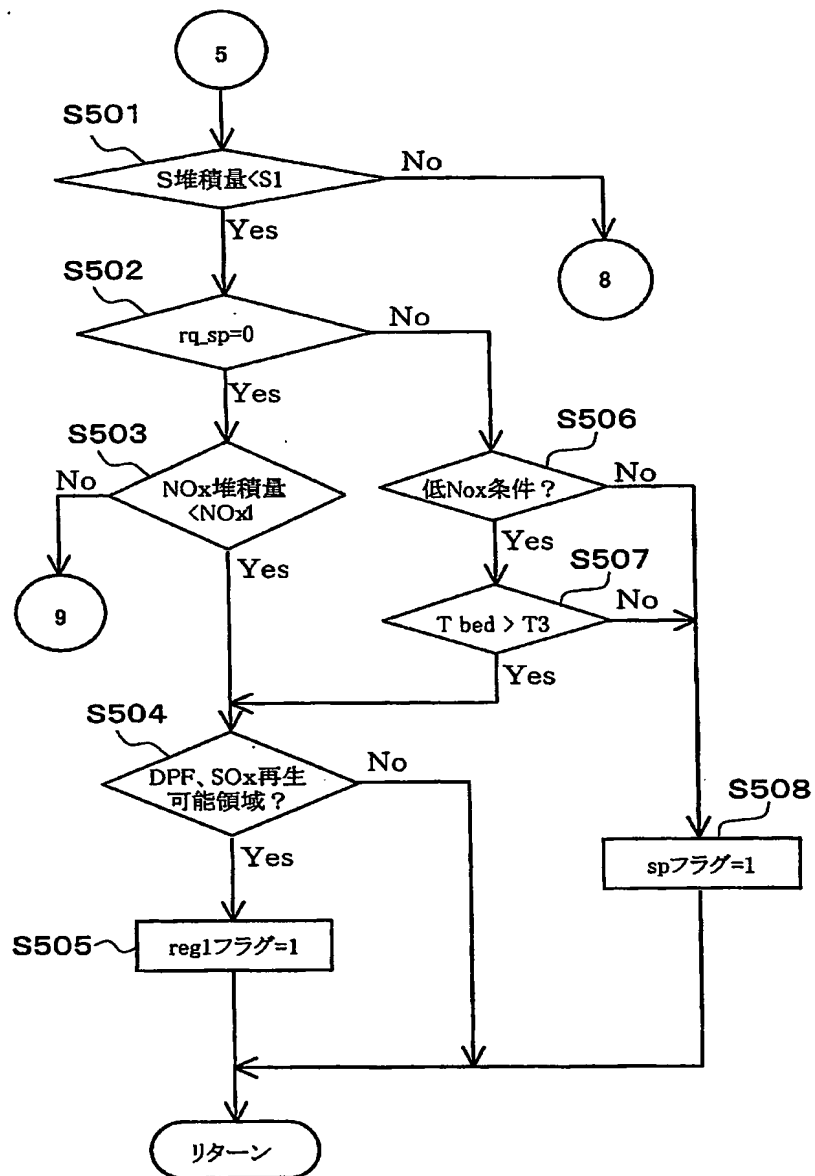 5
S501
S堆積量<S1
No
Yes
8
S502
rq_sp=0
No
Yes
S503
NOx堆積量
<NOx1
No
Yes
9
S506
低Nox条件？
No
Yes
S507
T bed > T3
No
Yes
S504
DPF、SOx再生
可能領域？
No
Yes
S508
spフラグ=1
S505
reg1フラグ=1
リターン